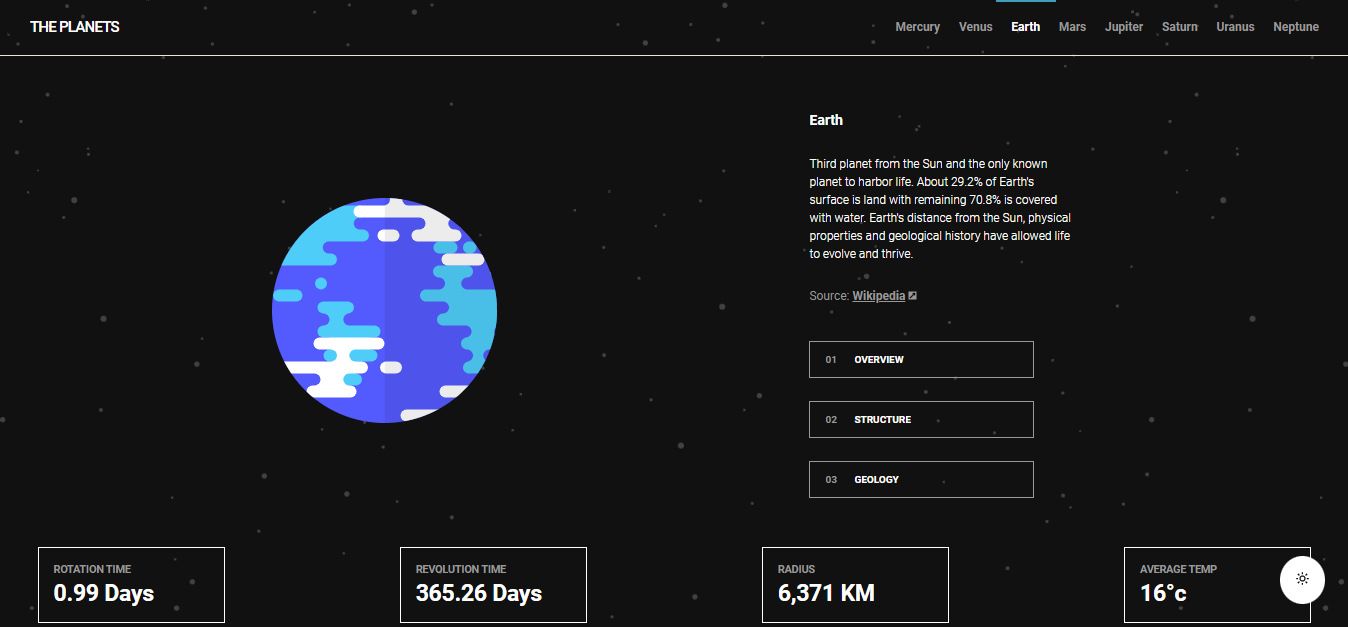 THE PLANETS
Mercury Venus Earth Mars Jupiter Saturn Uranus Neptune
Earth
Third planet from the Sun and the only known
planet to harbor life. About 29.2% of Earth's
surface is land with remaining 70.8% is covered
with water. Earth's distance from the Sun, physical
properties and geological history have allowed life
to evolve and thrive.
Source: Wikipedia
01 OVERVIEW
02 STRUCTURE
03 GEOLOGY
ROTATION TIME
0.99 Days
REVOLUTION TIME
365.26 Days
RADIUS
6,371 KM
AVERAGE TEMP
16°c